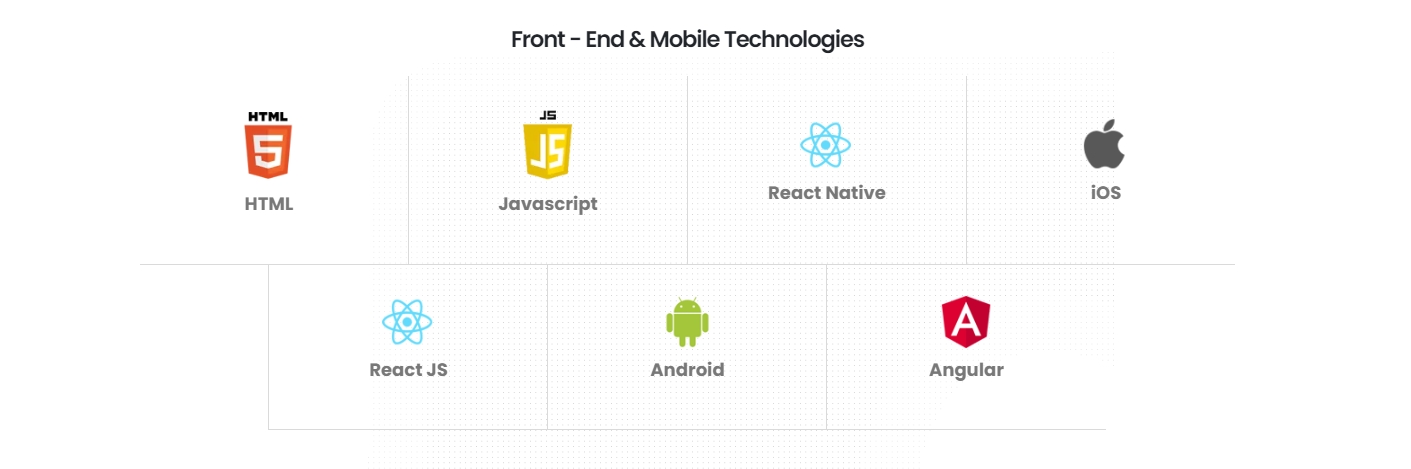 Front - End & Mobile Technologies
HTML
5
HTML
JS
JS
Javascript
React Native
iOS
React JS
Android
A
Angular